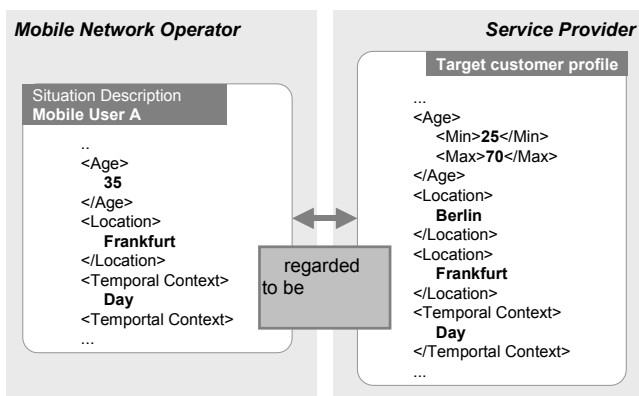 Mobile Network Operator
Situation Description
Mobile User A
..
<Age>
35
</Age>
<Location>
Frankfurt
</Location>
<Temporal Context>
Day
<Temportal Context>
...
regarded
to be
Service Provider
Target customer profile
...
<Age>
<Min>25</Min>
<Max>70</Max>
</Age>
<Location>
Berlin
</Location>
<Location>
Frankfurt
</Location>
<Temporal Context>
Day
</Temportal Context>
...